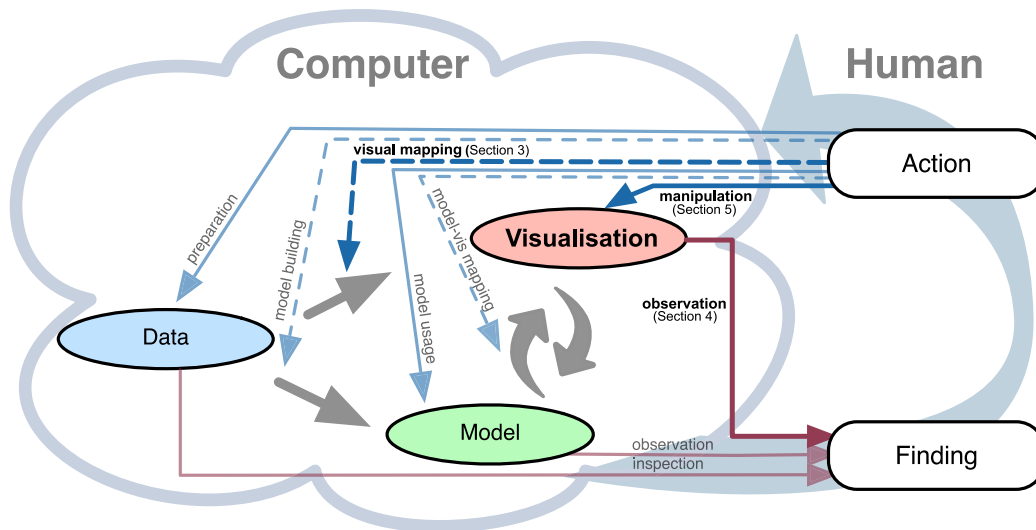 Computer
Human
visual mapping (Section 3)
Action
manipulation
(Section 5)
preparation
model building
model-vis mapping
Visualisation
model usage
observation
(Section 4)
Data
Model
observation
inspection
Finding